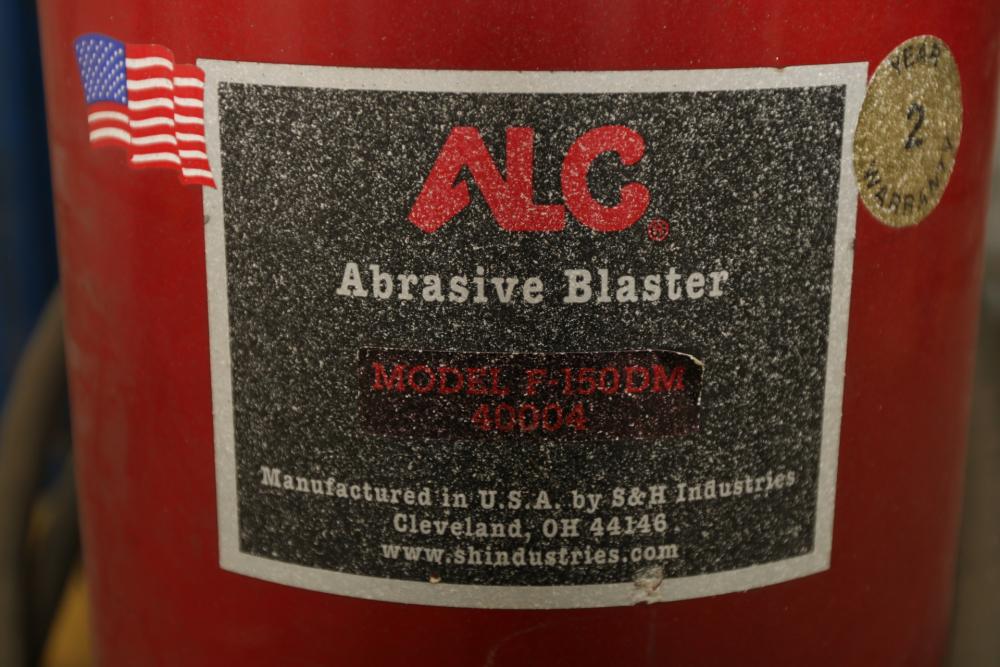 ALC®
Abrasive Blaster
MODEL F-150DM
40004
Manufactured in U.S.A. by S&H Industries
Cleveland, OH 44146
www.shindustries.com
YEAR
2
WARRANTY